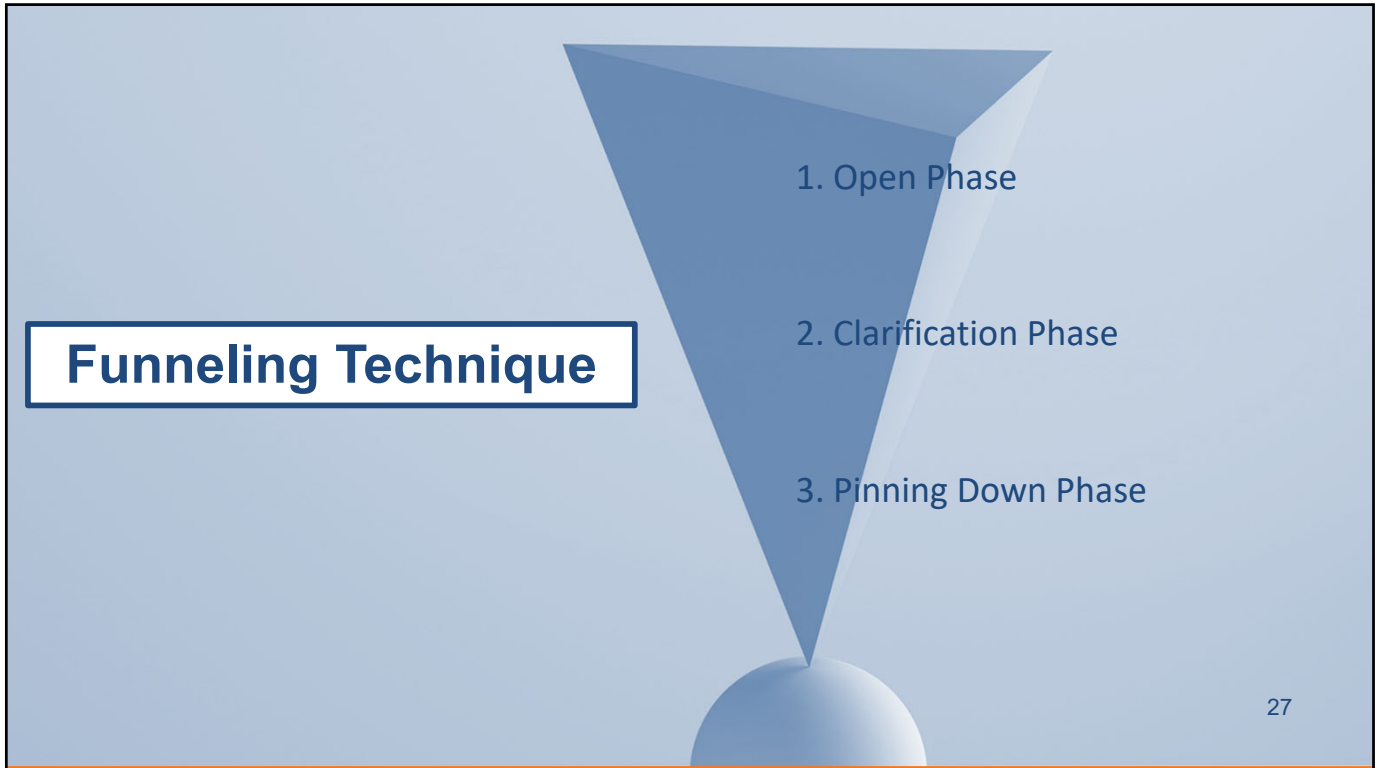 Funneling Technique
1. Open Phase
2. Clarification Phase
3. Pinning Down Phase
27